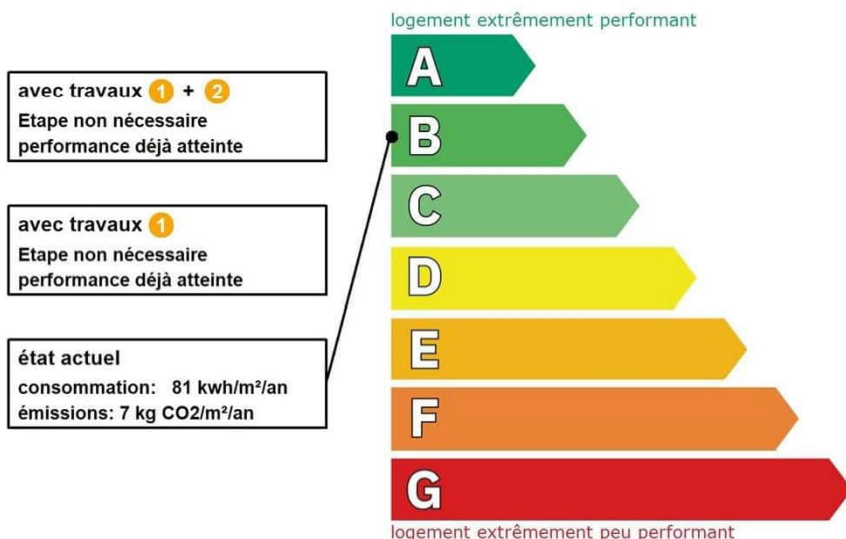 logement extrêmement performant
avec travaux 1 + 2
Etape non nécessaire
performance déjà atteinte
avec travaux 1
Etape non nécessaire
performance déjà atteinte
état actuel
consommation: 81 kwh/m²/an
émissions: 7 kg CO2/m²/an
A
B
C
D
E
F
G
logement extrêmement peu performant